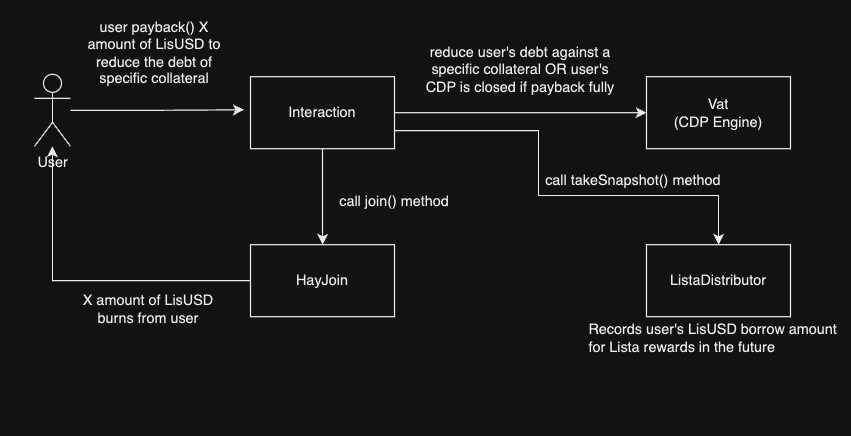 user payback() X
amount of LisUSD to
reduce the debt of
specific collateral
reduce user's debt against a
specific collateral OR user's
CDP is closed if payback fully
Interaction
Vat
(CDP Engine)
User
call takeSnapshot() method
call join() method
HayJoin
ListaDistributor
X amount of LisUSD
burns from user
Records user's LisUSD borrow amount
for Lista rewards in the future